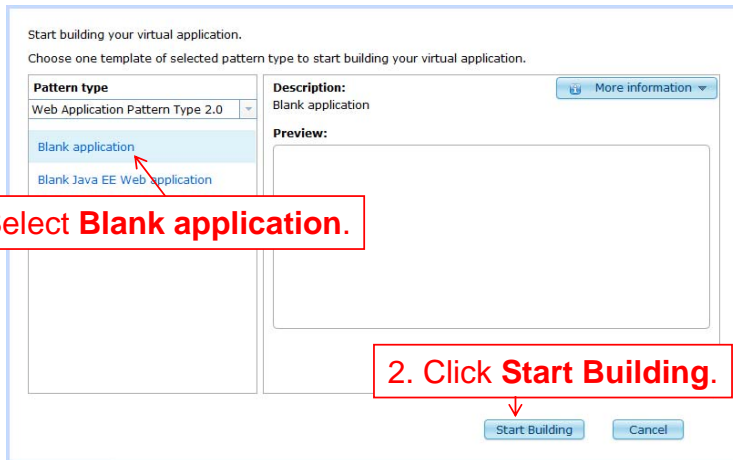 Start building your virtual application.
Choose one template of selected pattern type to start building your virtual application.
Pattern type
Web Application Pattern Type 2.0
Blank application
Blank Java EE Web application
Description:
Blank application
More information
Preview:
elect Blank application.
2. Click Start Building.
Start Building
Cancel